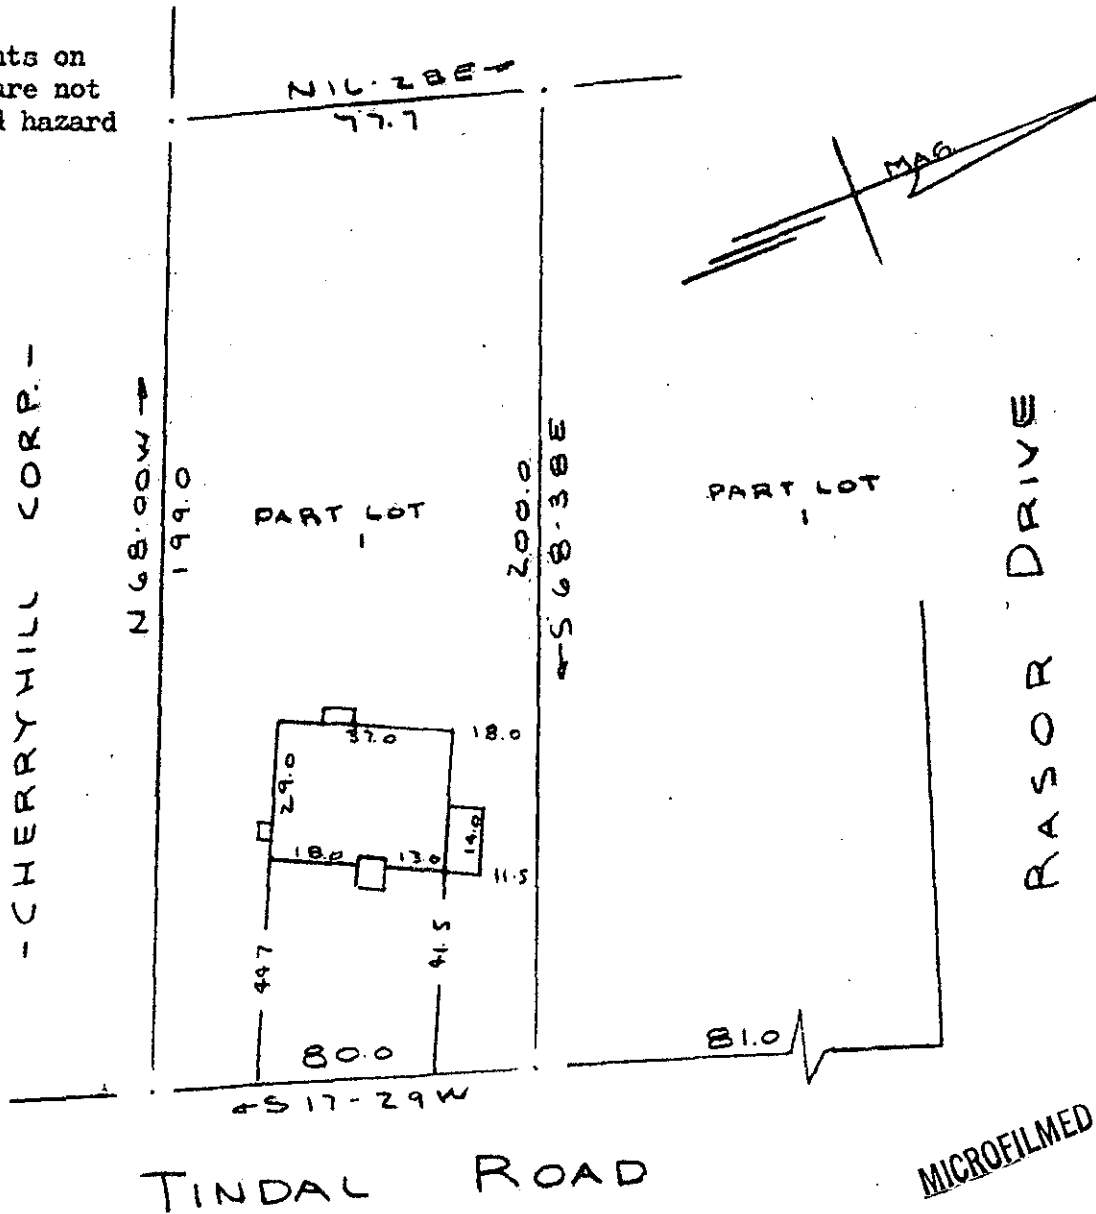 nts on
are not
hazard
N16-28E
77.7
MAG.
-CHERRYHILL CORP.-
N68.00W
199.0
PART LOT
1
200.0
S68-38E
PART LOT
1
RASOR DRIVE
37.0
18.0
29.0
18.0
13.0
14.0
11.5
44.7
41.5
80.0
81.0
S17-29W
TINDAL ROAD
MICROFILMED